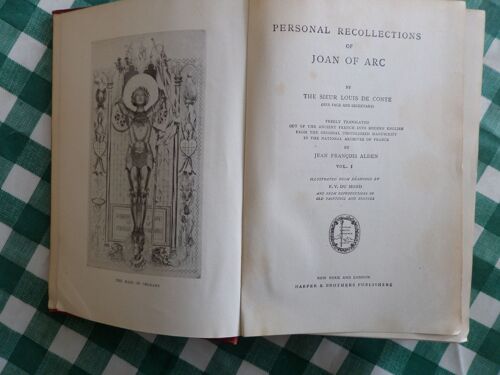 THE MAID OF ORLEANS
PERSONAL RECOLLECTIONS
OF
JOAN OF ARC
BY
THE SIEUR LOUIS DE CONTE
(HER PAGE AND SECRETARY)
FREELY TRANSLATED
OUT OF THE ANCIENT FRENCH INTO MODERN ENGLISH
FROM THE ORIGINAL UNPUBLISHED MANUSCRIPT
IN THE NATIONAL ARCHIVES OF FRANCE
BY
JEAN FRANÇOIS ALDEN
VOL. I
ILLUSTRATED FROM DRAWINGS BY
F. V. DU MOND
AND FROM REPRODUCTIONS OF
OLD PAINTINGS AND STATUES
NEW YORK AND LONDON
HARPER & BROTHERS PUBLISHERS